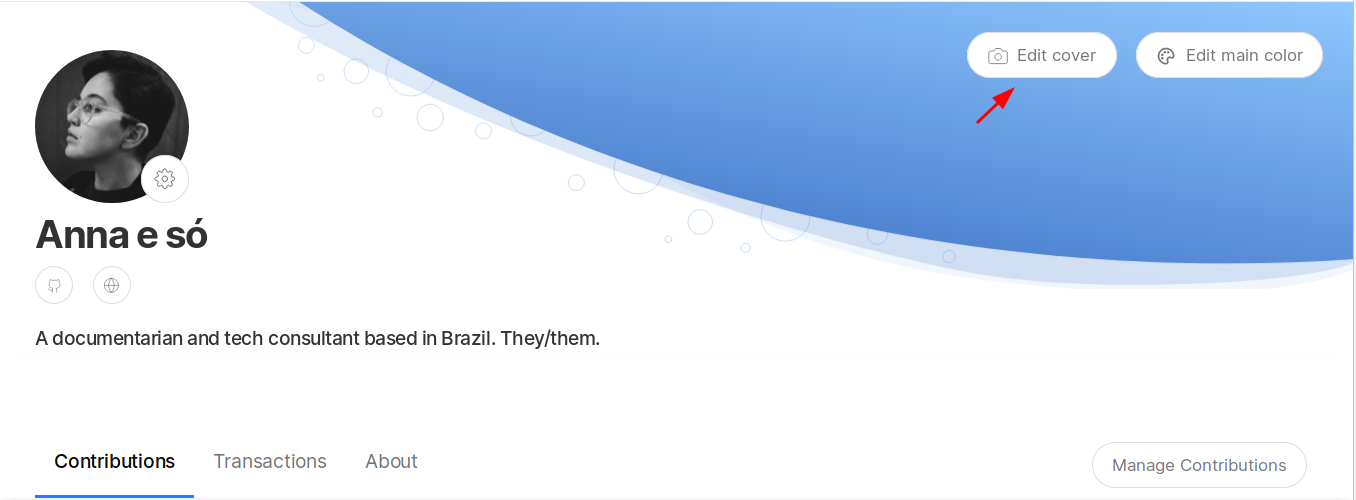 Edit cover
Edit main color
Anna e só
A documentarian and tech consultant based in Brazil. They/them.
Contributions
Transactions
About
Manage Contributions